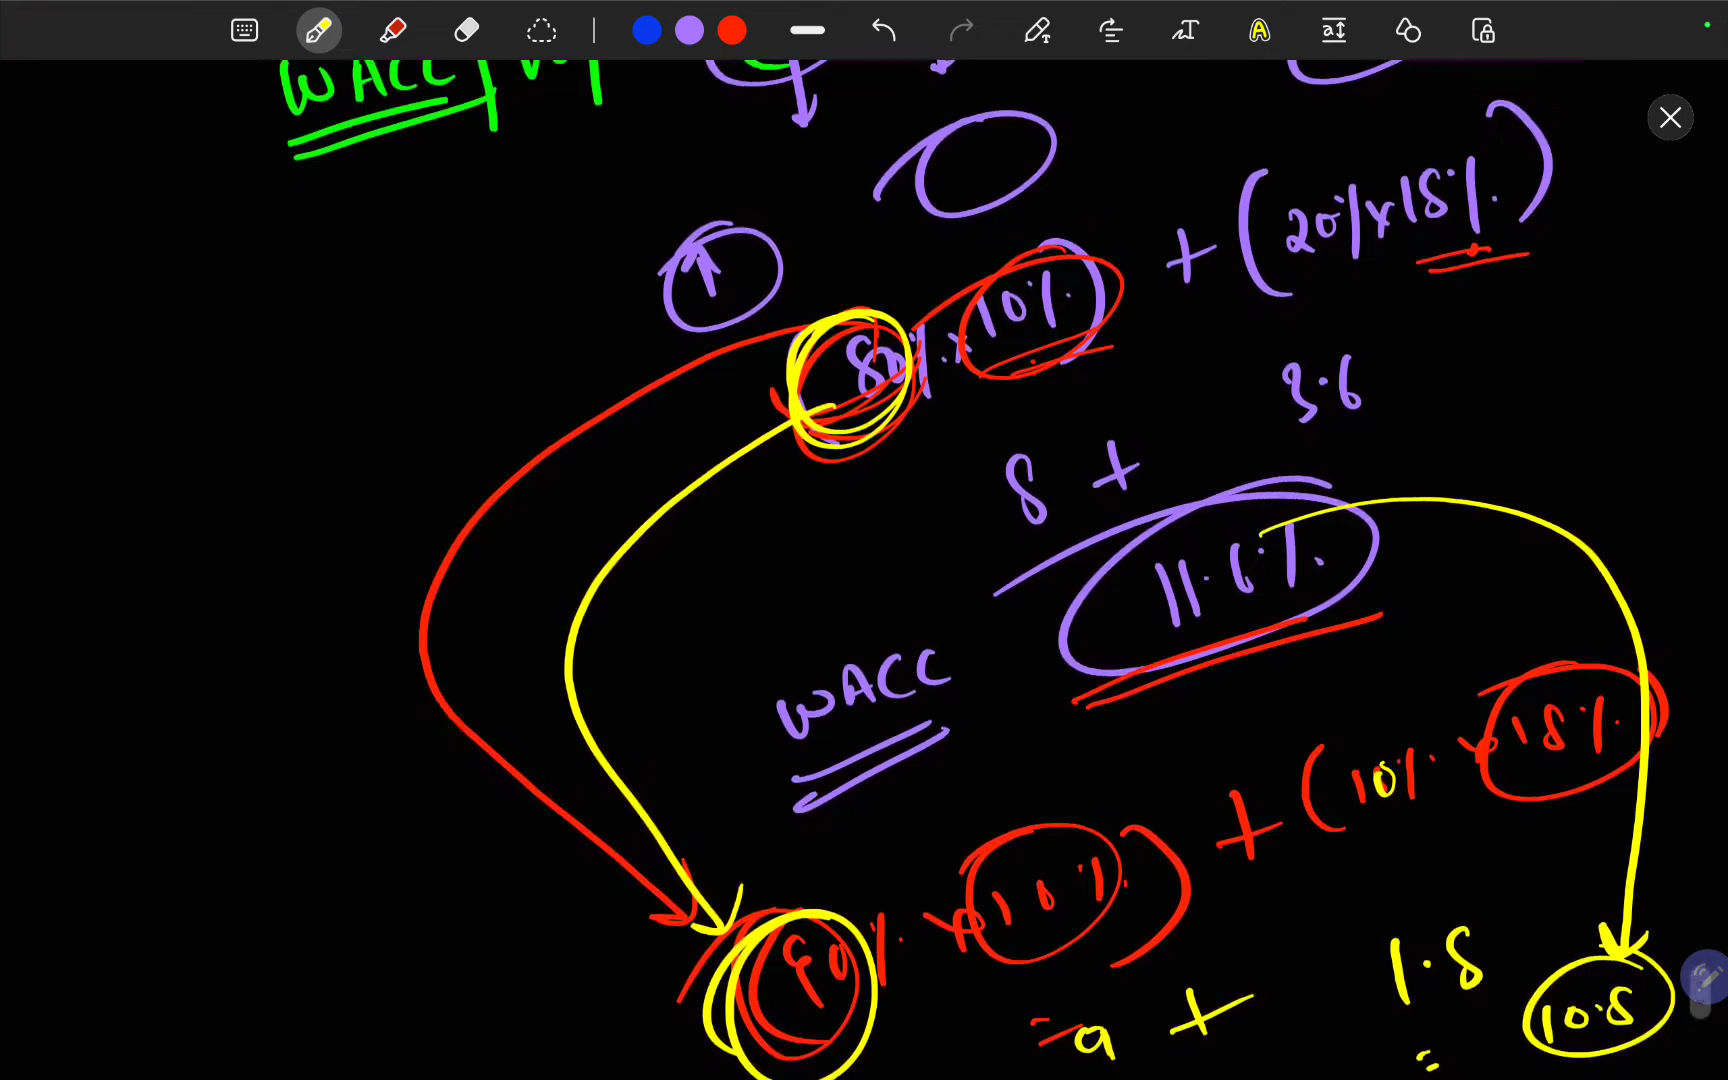 WACC
+ (20% x 18%)
80% x 10%
3.6
8 +
11.6%
WACC
+ (10% x 18%)
90% x 10%)
= 9 + 1.8
10.8